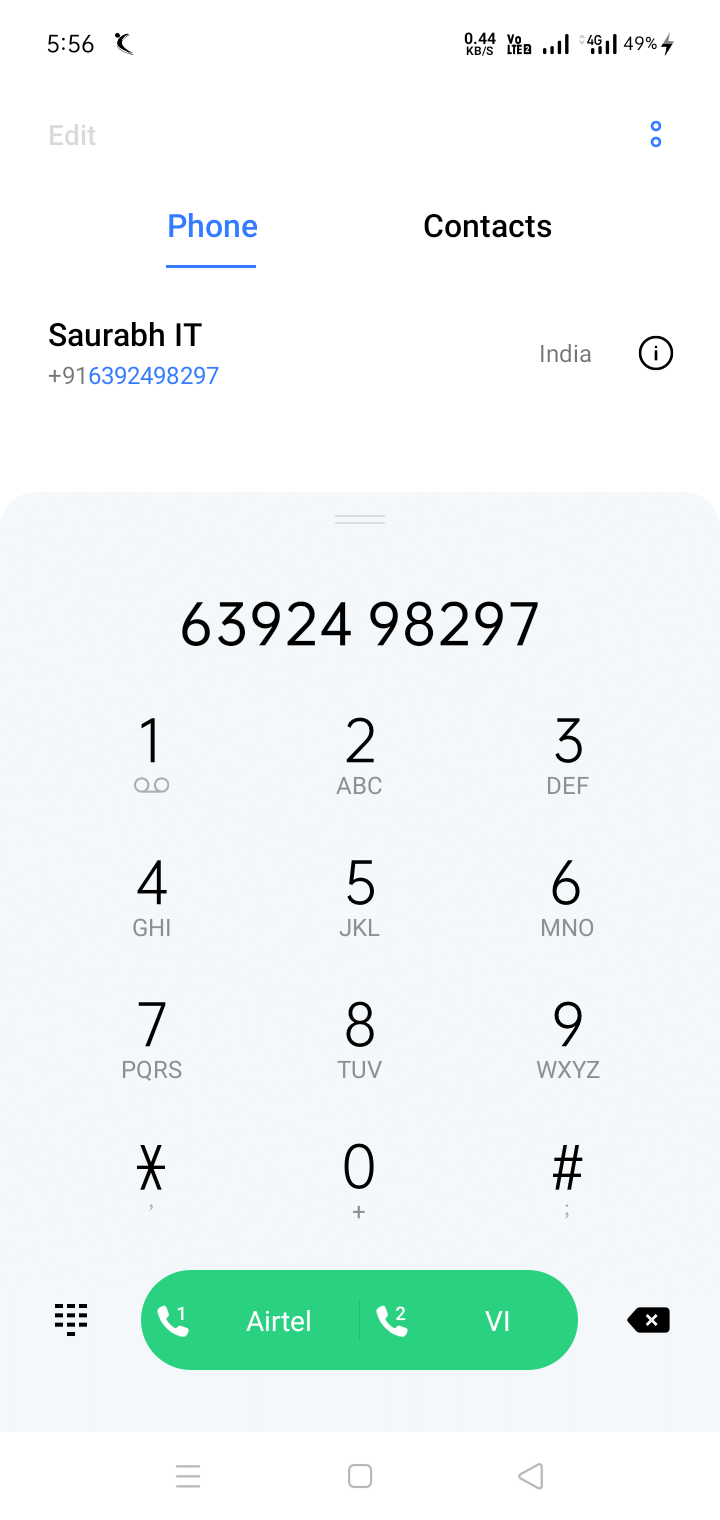 5:56 0.44 KB/S Vo LTE2 4G 49%
Edit
Phone Contacts
Saurabh IT
+916392498297 India
63924 98297
1 2 3
ABC DEF
4 5 6
GHI JKL MNO
7 8 9
PQRS TUV WXYZ
* 0 #
, + ;
1 Airtel 2 VI